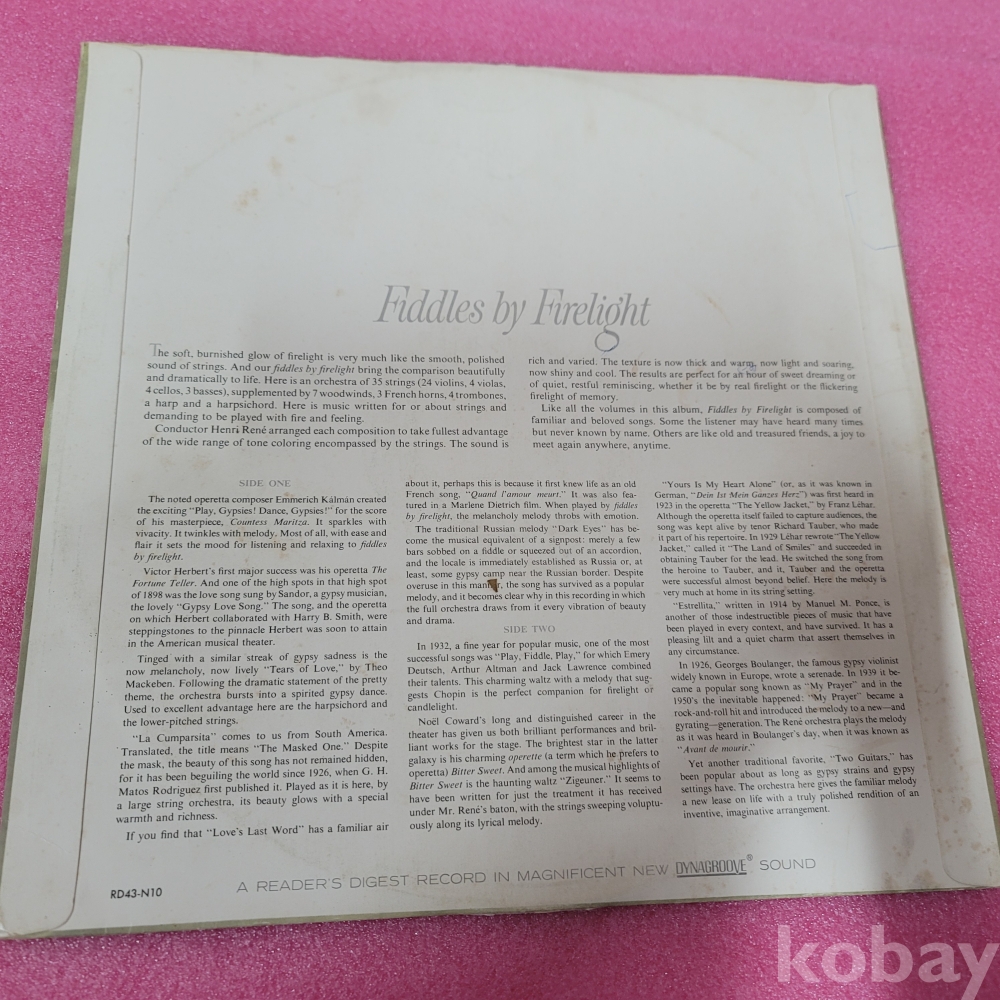 Fiddles by Firelight
The soft, burnished glow of firelight is very much like the smooth, polished
sound of strings. And our fiddles by firelight bring the comparison beautifully
and dramatically to life. Here is an orchestra of 35 strings (24 violins, 4 violas,
4 cellos, 3 basses), supplemented by 7 woodwinds, 3 French horns, 4 trombones,
a harp and a harpsichord. Here is music written for or about strings and
demanding to be played with fire and feeling.
Conductor Henri René arranged each composition to take fullest advantage
of the wide range of tone coloring encompassed by the strings. The sound is
rich and varied. The texture is now thick and warm, now light and soaring,
now shiny and cool. The results are perfect for an hour of sweet dreaming or
of quiet, restful reminiscing, whether it be by real firelight or the flickering
firelight of memory.
Like all the volumes in this album, Fiddles by Firelight is composed of
familiar and beloved songs. Some the listener may have heard many times
but never known by name. Others are like old and treasured friends, a joy to
meet again anywhere, anytime.
SIDE ONE
The noted operetta composer Emmerich Kálmán created
the exciting "Play, Gypsies! Dance, Gypsies!" for the score
of his masterpiece, Countess Maritza. It sparkles with
vivacity. It twinkles with melody. Most of all, with ease and
flair it sets the mood for listening and relaxing to fiddles
by firelight.
Victor Herbert's first major success was his operetta The
Fortune Teller. And one of the high spots in that high spot
of 1898 was the love song sung by Sandor, a gypsy musician,
the lovely "Gypsy Love Song." The song, and the operetta
on which Herbert collaborated with Harry B. Smith, were
steppingstones to the pinnacle Herbert was soon to attain
in the American musical theater.
Tinged with a similar streak of gypsy sadness is the
now melancholy, now lively "Tears of Love," by Theo
Mackeben. Following the dramatic statement of the pretty
theme, the orchestra bursts into a spirited gypsy dance.
Used to excellent advantage here are the harpsichord and
the lower-pitched strings.
"La Cumparsita" comes to us from South America.
Translated, the title means "The Masked One." Despite
the mask, the beauty of this song has not remained hidden,
for it has been beguiling the world since 1926, when G. H.
Matos Rodriguez first published it. Played as it is here, by
a large string orchestra, its beauty glows with a special
warmth and richness.
If you find that "Love's Last Word" has a familiar air
about it, perhaps this is because it first knew life as an old
French song, "Quand l'amour meurt." It was also fea-
tured in a Marlene Dietrich film. When played by fiddles
by firelight, the melancholy melody throbs with emotion.
The traditional Russian melody "Dark Eyes" has be-
come the musical equivalent of a signpost: merely a few
bars sobbed on a fiddle or squeezed out of an accordion,
and the locale is immediately established as Russia or, at
least, some gypsy camp near the Russian border. Despite
overuse in this manner, the song has survived as a popular
melody, and it becomes clear why in this recording in which
the full orchestra draws from it every vibration of beauty
and drama.
SIDE TWO
In 1932, a fine year for popular music, one of the most
successful songs was "Play, Fiddle, Play," for which Emery
Deutsch, Arthur Altman and Jack Lawrence combined
their talents. This charming waltz with a melody that sug-
gests Chopin is the perfect companion for firelight or
candlelight.
Noël Coward's long and distinguished career in the
theater has given us both brilliant performances and bril-
liant works for the stage. The brightest star in the latter
galaxy is his charming operette (a term which he prefers to
operetta) Bitter Sweet. And among the musical highlights of
Bitter Sweet is the haunting waltz "Zigeuner." It seems to
have been written for just the treatment it has received
under Mr. René's baton, with the strings sweeping voluptu-
ously along its lyrical melody.
"Yours Is My Heart Alone" (or, as it was known in
German, "Dein Ist Mein Ganzes Herz") was first heard in
1923 in the operetta "The Yellow Jacket," by Franz Léhar.
Although the operetta itself failed to capture audiences, the
song was kept alive by tenor Richard Tauber, who made
it part of his repertoire. In 1929 Léhar rewrote "The Yellow
Jacket," called it "The Land of Smiles" and succeeded in
obtaining Tauber for the lead. He switched the song from
the heroine to Tauber, and it, Tauber and the operetta
were successful almost beyond belief. Here the melody is
very much at home in its string setting.
"Estrellita," written in 1914 by Manuel M. Ponce, is
another of those indestructible pieces of music that have
been played in every context, and have survived. It has a
pleasing lilt and a quiet charm that assert themselves in
any circumstance.
In 1926, Georges Boulanger, the famous gypsy violinist
widely known in Europe, wrote a serenade. In 1939 it be-
came a popular song known as "My Prayer" and in the
1950's the inevitable happened: "My Prayer" became a
rock-and-roll hit and introduced the melody to a new—and
gyrating—generation. The René orchestra plays the melody
as it was heard in Boulanger's day, when it was known as
"Avant de mourir."
Yet another traditional favorite, "Two Guitars," has
been popular about as long as gypsy strains and gypsy
settings have. The orchestra here gives the familiar melody
a new lease on life with a truly polished rendition of an
inventive, imaginative arrangement.
RD43-N10
A READER'S DIGEST RECORD IN MAGNIFICENT NEW DYNAGROOVE® SOUND
kobay